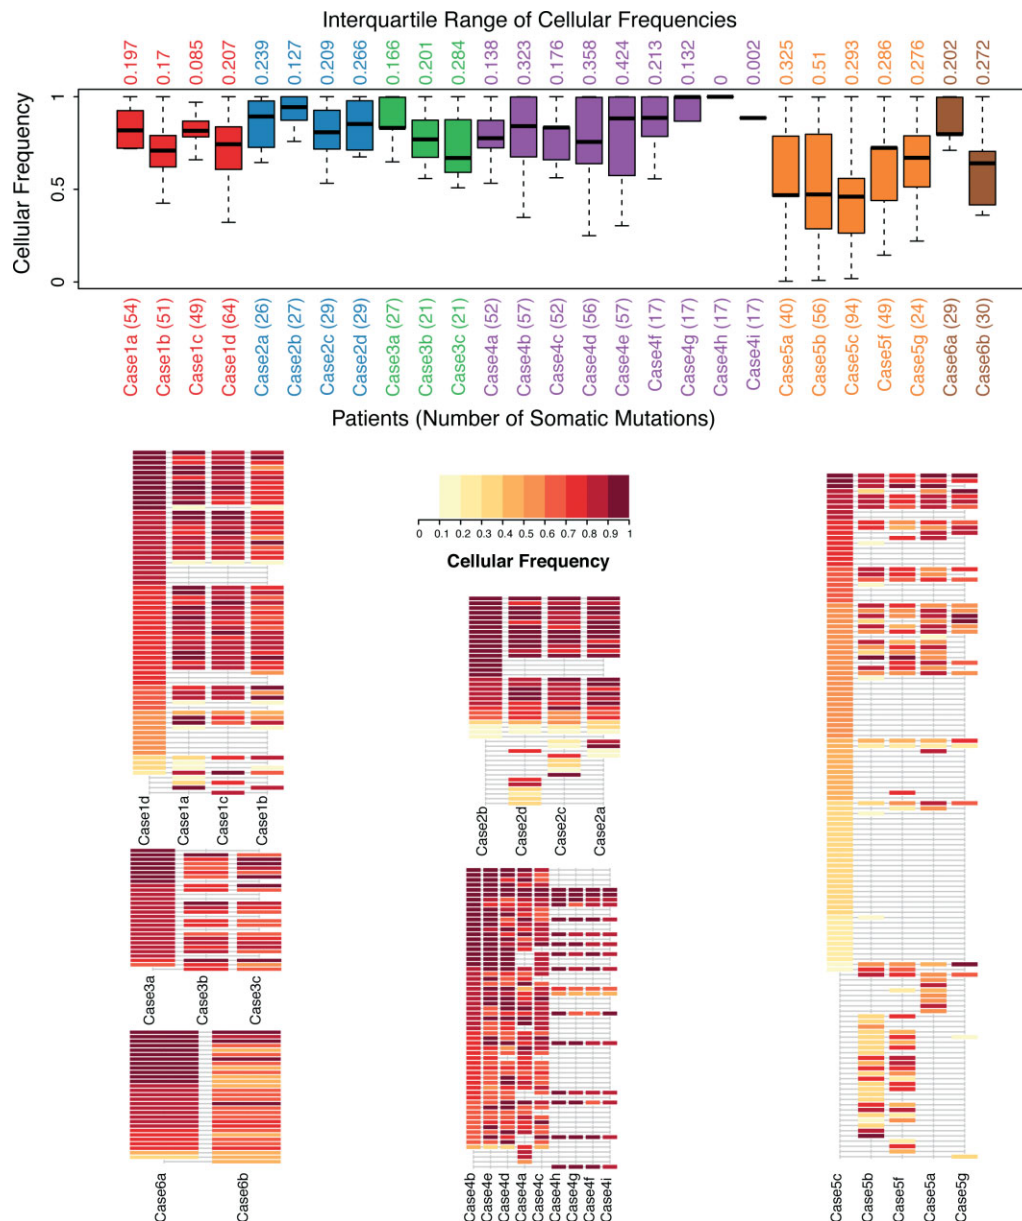 Interquartile Range of Cellular Frequencies
0.197 0.17 0.085 0.207 0.239 0.127 0.209 0.266 0.166 0.201 0.284 0.138 0.323 0.176 0.358 0.424 0.213 0.132 0 0.002 0.325 0.51 0.293 0.286 0.276 0.202 0.272
Cellular Frequency
1
0.5
0
Case1a (54) Case1b (51) Case1c (49) Case1d (64) Case2a (26) Case2b (27) Case2c (29) Case2d (29) Case3a (27) Case3b (21) Case3c (21) Case4a (52) Case4b (57) Case4c (52) Case4d (56) Case4e (57) Case4f (17) Case4g (17) Case4h (17) Case4i (17) Case5a (40) Case5b (56) Case5c (94) Case5f (49) Case5g (24) Case6a (29) Case6b (30)
Patients (Number of Somatic Mutations)
0 0.1 0.2 0.3 0.4 0.5 0.6 0.7 0.8 0.9 1
Cellular Frequency
Case1d Case1a Case1c Case1b
Case2b Case2d Case2c Case2a
Case3a Case3b Case3c
Case6a Case6b
Case4b Case4e Case4d Case4a Case4c Case4h Case4g Case4f Case4i
Case5c Case5b Case5f Case5a Case5g